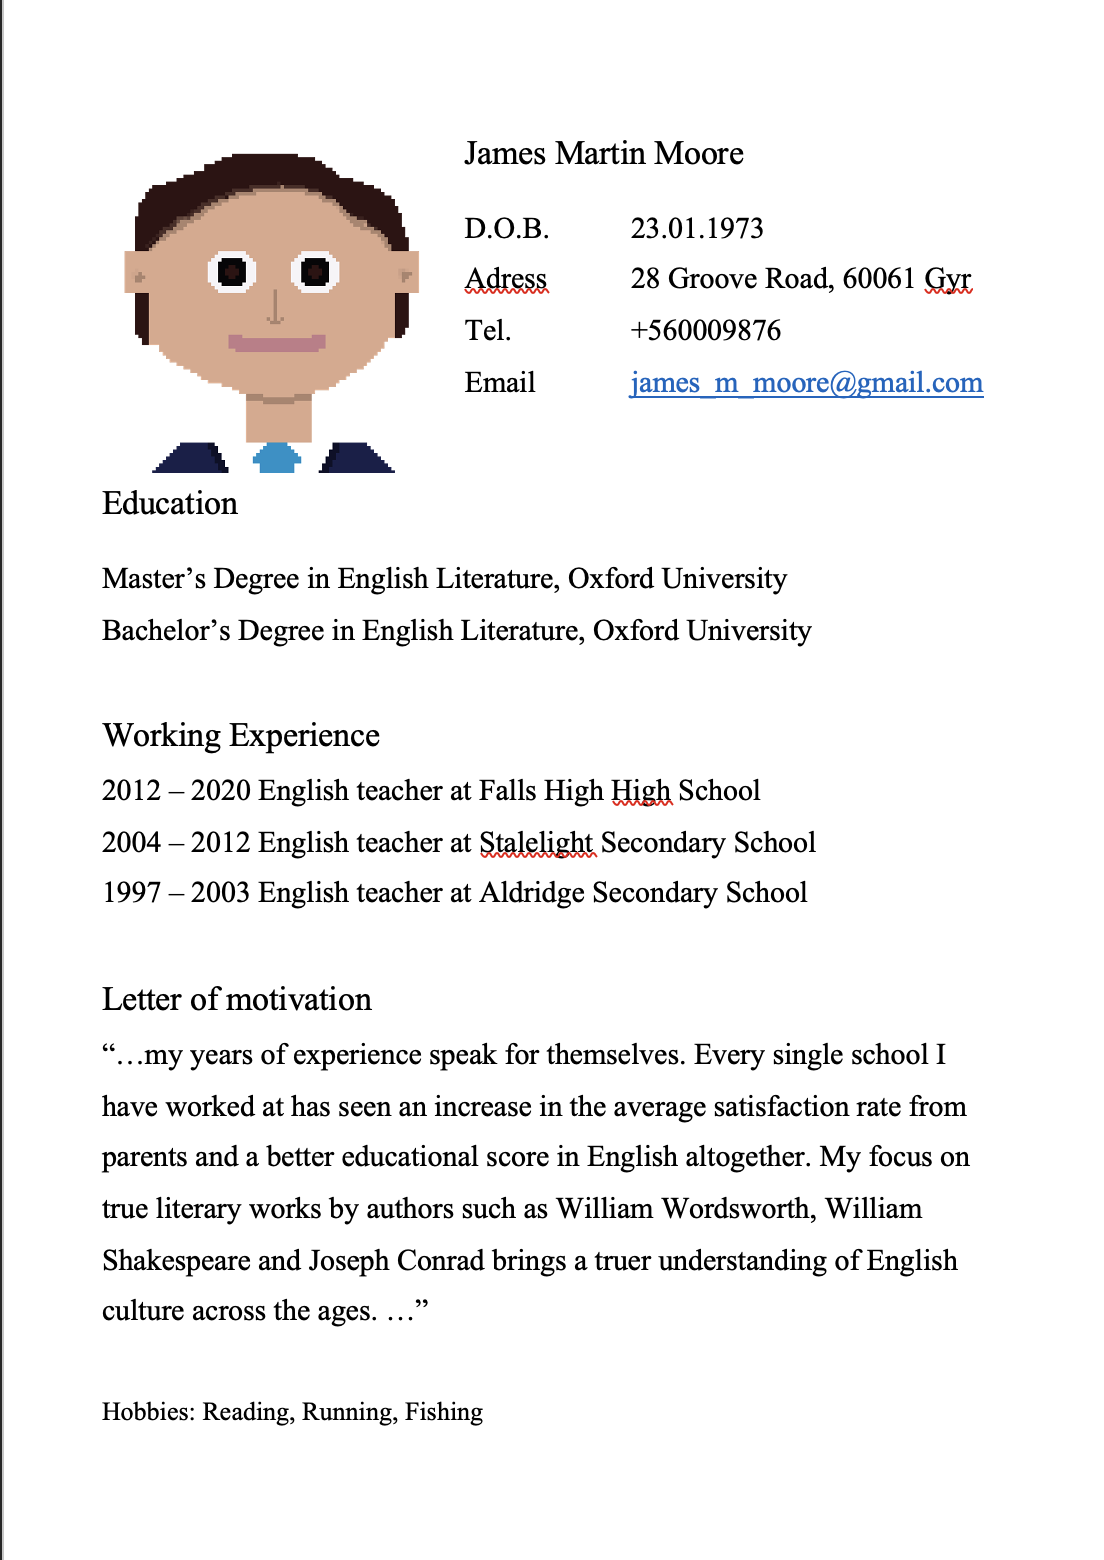 James Martin Moore
D.O.B. 23.01.1973
Adress 28 Groove Road, 60061 Gyr
Tel. +560009876
Email james_m_moore@gmail.com
Education
Master’s Degree in English Literature, Oxford University
Bachelor’s Degree in English Literature, Oxford University
Working Experience
2012 – 2020 English teacher at Falls High High School
2004 – 2012 English teacher at Stalelight Secondary School
1997 – 2003 English teacher at Aldridge Secondary School
Letter of motivation
“…my years of experience speak for themselves. Every single school I
have worked at has seen an increase in the average satisfaction rate from
parents and a better educational score in English altogether. My focus on
true literary works by authors such as William Wordsworth, William
Shakespeare and Joseph Conrad brings a truer understanding of English
culture across the ages. …”
Hobbies: Reading, Running, Fishing